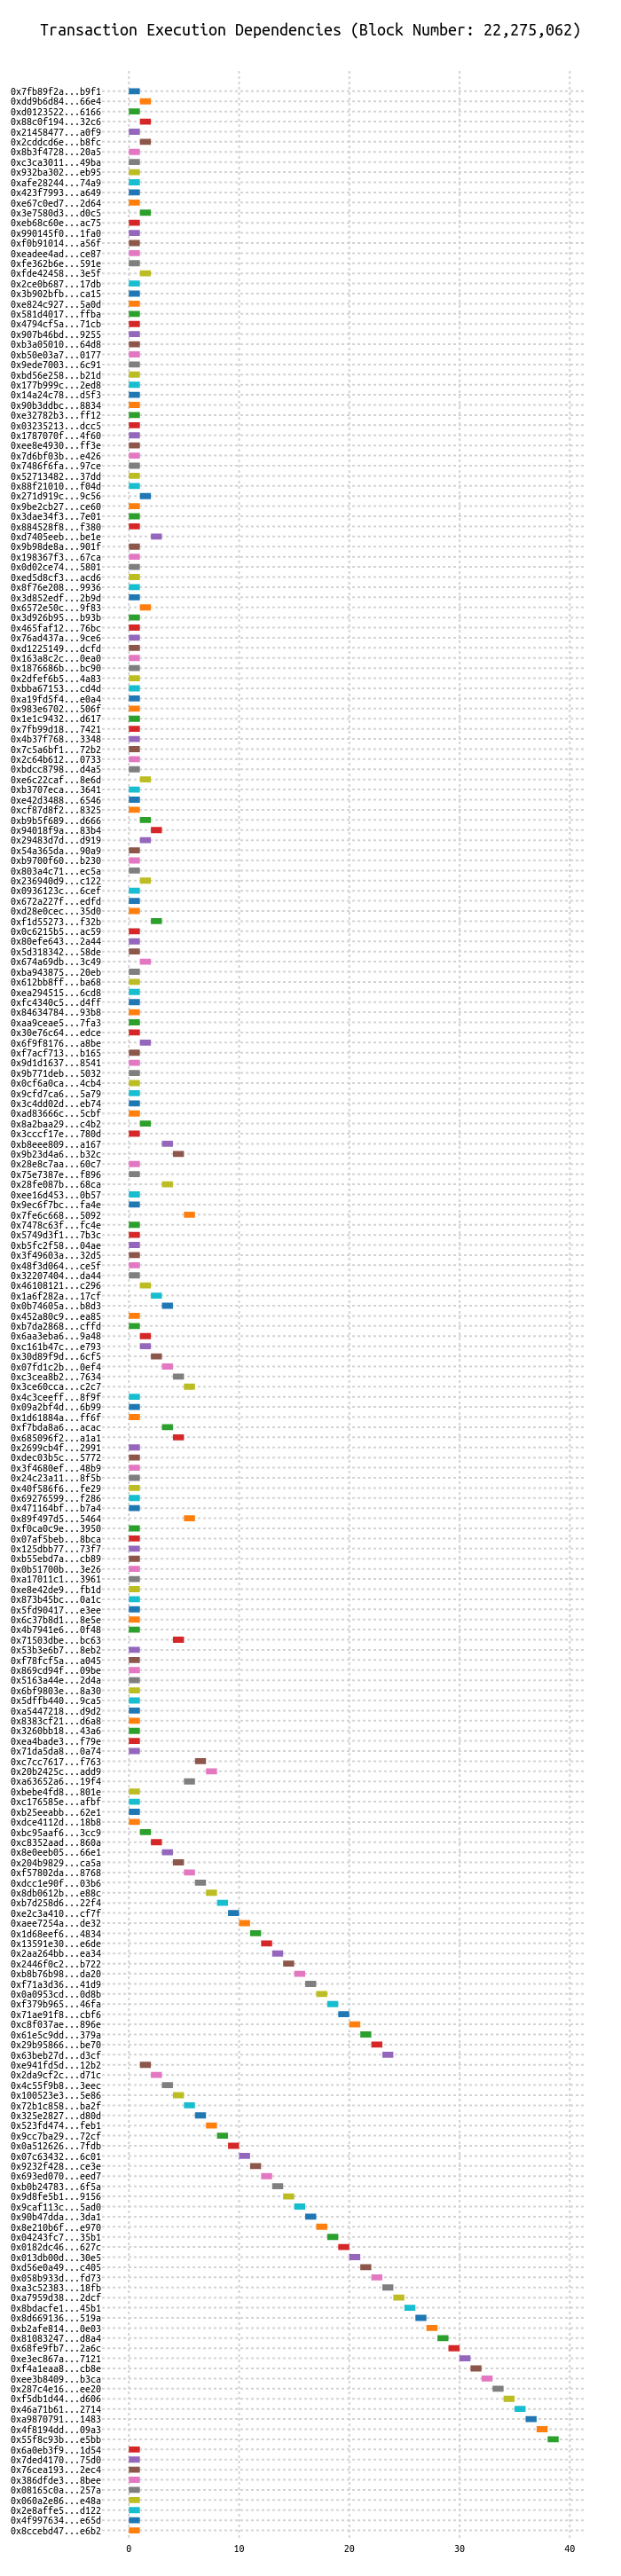 Transaction Execution Dependencies (Block Number: 22,275,062)
0x7fb89f2a...b9f1
0xdd9b6d84...66e4
0xd0123522...6166
0x88c0f194...32c6
0x21458477...a0f9
0x2cddcd6e...b8fc
0x8b3f4728...20a5
0xc3ca3011...49ba
0x932ba302...eb95
0xafe28244...74a9
0x423f7993...a649
0xe67c0ed7...2d64
0x3e7580d3...d0c5
0xeb68c60e...ac75
0x990145f0...1fa0
0xf0b91014...a56f
0xeadee4ad...ce87
0xfe362b6e...591e
0xfde42458...3e5f
0x2ce0b687...17db
0x3b902bfb...ca15
0xe824c927...5a0d
0x581d4017...ffba
0x4794cf5a...71cb
0x907b46bd...9255
0xb3a05010...64d8
0xb50e03a7...0177
0x9ede7003...6c91
0xbd56e258...b21d
0x177b999c...2ed8
0x14a24c78...d5f3
0x90b3ddbc...8834
0xe32782b3...ff12
0x03235213...dcc5
0x1787070f...4f60
0xee8e4930...ff3e
0x7d6bf03b...e426
0x7486f6fa...97ce
0x52713482...37dd
0x88f21010...f04d
0x271d919c...9c56
0x9be2cb27...ce60
0x3dae34f3...7e01
0x884528f8...f380
0xd7405eeb...be1e
0x9b98de8a...901f
0x198367f3...67ca
0x0d02ce74...5801
0xed5d8cf3...acd6
0x8f76e208...9936
0x3d852edf...2b9d
0x6572e50c...9f83
0x3d926b95...b93b
0x465faf12...76bc
0x76ad437a...9ce6
0xd1225149...dcfd
0x163a8c2c...0ea0
0x1876686b...bc90
0x2dfef6b5...4a83
0xbba67153...cd4d
0xa19fd5f4...e0a4
0x983e6702...506f
0x1e1c9432...d617
0x7fb99d18...7421
0x4b37f768...3348
0x7c5a6bf1...72b2
0x2c64b612...0733
0xbdcc8798...d4a5
0xe6c22caf...8e6d
0xb3707eca...3641
0xe42d3488...6546
0xcf87d8f2...8325
0xb9b5f689...d666
0x94018f9a...83b4
0x29483d7d...d919
0x54a365da...90a9
0xb9700f60...b230
0x803a4c71...ec5a
0x236940d9...c122
0x0936123c...6cef
0x672a227f...edfd
0xd28e0cec...35d0
0xf1d55273...f32b
0x0c6215b5...ac59
0x80efe643...2a44
0x5d318342...58de
0x674a69db...3c49
0xba943875...20eb
0x612bb8ff...ba68
0xea294515...6cd8
0xfc4340c5...d4ff
0x84634784...93b8
0xaa9ceae5...7fa3
0x30e76c64...edce
0x6f9f8176...a8be
0xf7acf713...b165
0x9d1d1637...8541
0x9b771deb...5032
0x0cf6a0ca...4cb4
0x9cfd7ca6...5a79
0x3c4dd02d...eb74
0xad83666c...5cbf
0x8a2baa29...c4b2
0x3cccf17e...780d
0xb8eee809...a167
0x9b23d4a6...b32c
0x28e8c7aa...60c7
0x75e7387e...f896
0x28fe087b...68ca
0xee16d453...0b57
0x9ec6f7bc...fa4e
0x7fe6c668...5092
0x7478c63f...fc4e
0x5749d3f1...7b3c
0xb5fc2f58...04ae
0x3f49603a...32d5
0x48f3d064...ce5f
0x32207404...da44
0x46108121...c296
0x1a6f282a...17cf
0x0b74605a...b8d3
0x452a80c9...ea85
0xb7da2868...cffd
0x6aa3eba6...9a48
0xc161b47c...e793
0x30d89f9d...6cf5
0x07fd1c2b...0ef4
0xc3cea8b2...7634
0x3ce60cca...c2c7
0x4c3ceeff...8f9f
0x09a2bf4d...6b99
0x1d61884a...ff6f
0xf7bda8a6...acac
0x685096f2...a1a1
0x2699cb4f...2991
0xdec03b5c...5772
0x3f4680ef...48b9
0x24c23a11...8f5b
0x40f586f6...fe29
0x69276599...f286
0x471164bf...b7a4
0x89f497d5...5464
0xf0ca0c9e...3950
0x07af5beb...8bca
0x125dbb77...73f7
0xb55ebd7a...cb89
0x0b51700b...3e26
0xa17011c1...3961
0xe8e42de9...fb1d
0x873b45bc...0a1c
0x5fd90417...e3ee
0x6c37b8d1...8e5e
0x4b7941e6...0f48
0x71503dbe...bc63
0x53b3e6b7...8eb2
0xf78fcf5a...a045
0x869cd94f...09be
0x5163a44e...2d4a
0x6bf9803e...8a30
0x5dffb440...9ca5
0xa5447218...d9d2
0x8383cf21...d6a8
0x3260bb18...43a6
0xea4bade3...f79e
0x71da5da8...0a74
0xc7cc7617...f763
0x20b2425c...add9
0xa63652a6...19f4
0xbebe4fd8...801e
0xc176585e...afbf
0xb25eeabb...62e1
0xdce4112d...18b8
0xbc95aaf6...3cc9
0xc8352aad...860a
0x8e0eeb05...66e1
0x204b9829...ca5a
0xf57802da...8768
0xdcc1e90f...03b6
0x8db0612b...e88c
0xb7d258d6...22f4
0xe2c3a410...cf7f
0xaee7254a...de32
0x1d68eef6...4834
0x13591e30...e6de
0x2aa264bb...ea34
0x2446f0c2...b722
0xb8b76b98...da20
0xf71a3d36...41d9
0x0a0953cd...0d8b
0xf379b965...46fa
0x71ae91f8...cbf6
0xc8f037ae...896e
0x61e5c9dd...379a
0x29b95866...be70
0x63beb27d...d3cf
0xe941fd5d...12b2
0x2da9cf2c...d71c
0x4c55f9b8...3eec
0x100523e3...5e86
0x72b1c858...ba2f
0x325e2827...d80d
0x523fd474...feb1
0x9cc7ba29...72cf
0x0a512626...7fdb
0x07c63432...6c01
0x9232f428...ce3e
0x693ed070...eed7
0xb0b24783...6f5a
0x9d8fe5b1...9156
0x9caf113c...5ad0
0x90b47dda...3da1
0x8e210b6f...e970
0x04243fc7...35b1
0x0182dc46...627c
0x013db00d...30e5
0xd56e0a49...c405
0x058b933d...fd73
0xa3c52383...18fb
0xa7959d38...2dcf
0x8bdacfe1...45b1
0x8d669136...519a
0xb2afe814...0e03
0x81083247...d8a4
0x68fe9fb7...2a6c
0xe3ec867a...7121
0xf4a1eaa8...cb8e
0xee3b8409...b3ca
0x287c4e16...ee20
0xf5db1d44...d606
0x46a71b61...2714
0xa9870791...1483
0x4f8194dd...09a3
0x55f8c93b...e5bb
0x6a0eb3f9...1d54
0x7ded4170...75d0
0x76cea193...2ec4
0x386dfde3...8bee
0x08165c0a...257a
0x060a2e86...e48a
0x2e8affe5...d122
0x4f997634...e65d
0x8ccebd47...e6b2
0 10 20 30 40